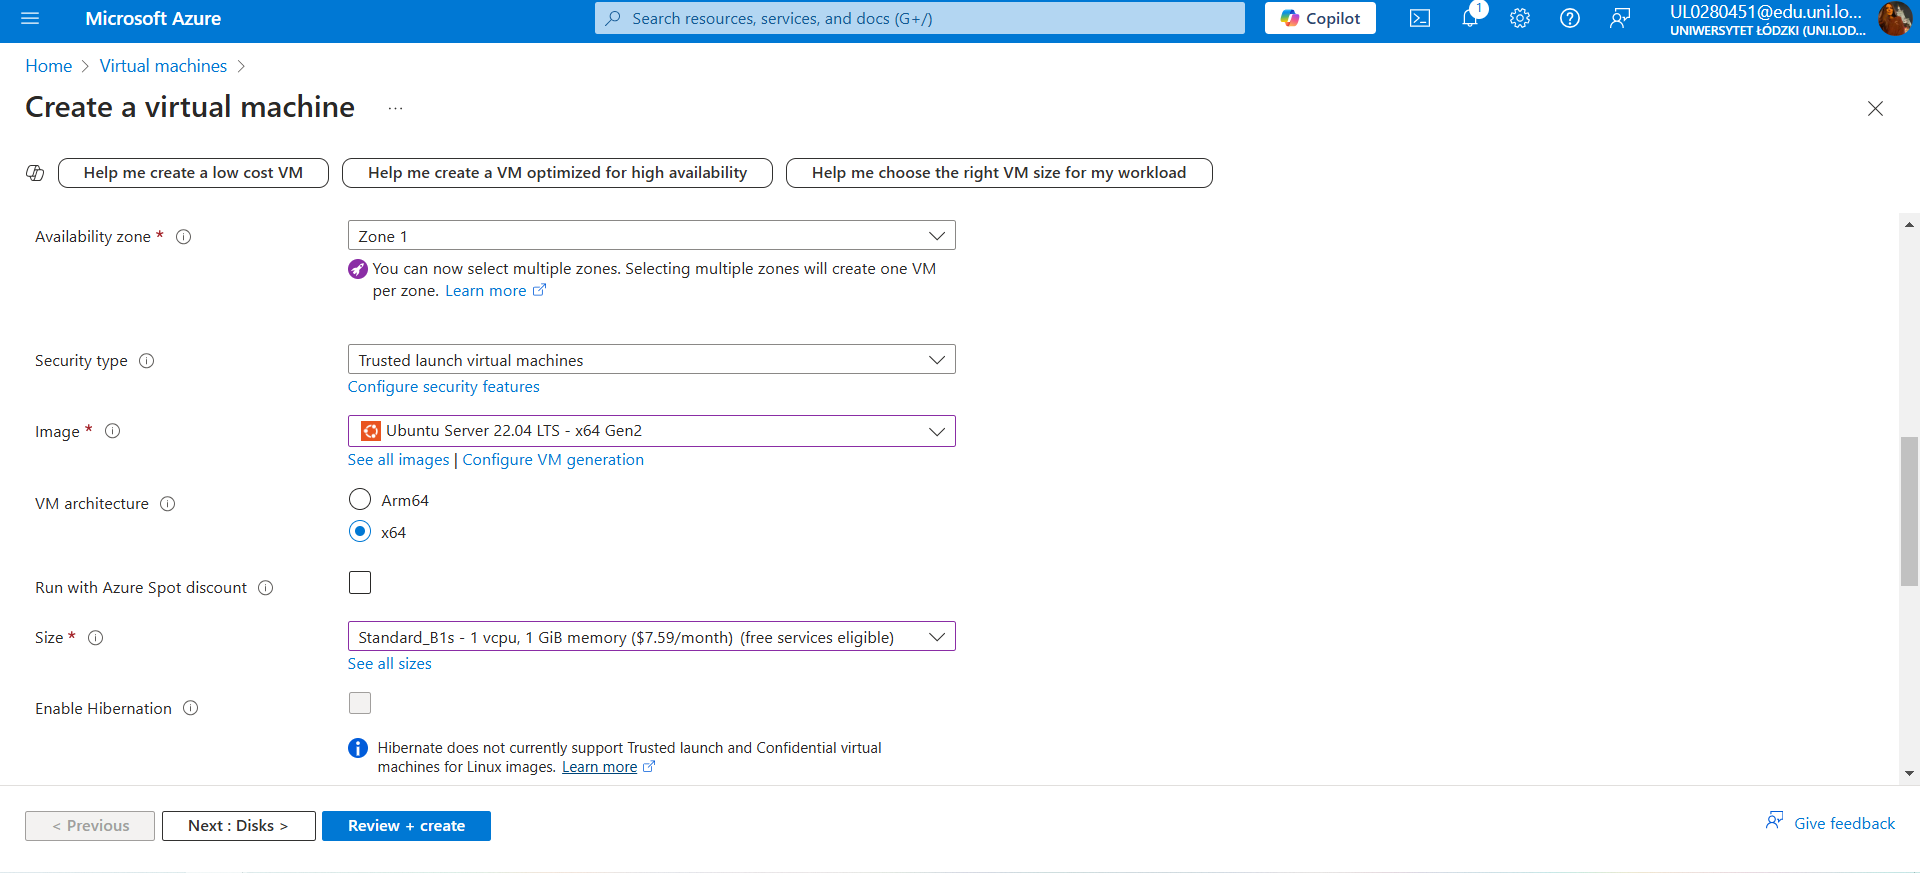 Microsoft Azure
Search resources, services, and docs (G+/)
Copilot
1
UL0280451@edu.uni.lo...
UNIWERSYTET ŁÓDZKI (UNI.LOD...
Home > Virtual machines >
Create a virtual machine ...
Help me create a low cost VM
Help me create a VM optimized for high availability
Help me choose the right VM size for my workload
Availability zone *
Zone 1
You can now select multiple zones. Selecting multiple zones will create one VM
per zone. Learn more
Security type
Trusted launch virtual machines
Configure security features
Image *
Ubuntu Server 22.04 LTS - x64 Gen2
See all images | Configure VM generation
VM architecture
Arm64
x64
Run with Azure Spot discount
Size *
Standard_B1s - 1 vcpu, 1 GiB memory ($7.59/month) (free services eligible)
See all sizes
Enable Hibernation
Hibernate does not currently support Trusted launch and Confidential virtual
machines for Linux images. Learn more
< Previous
Next : Disks >
Review + create
Give feedback